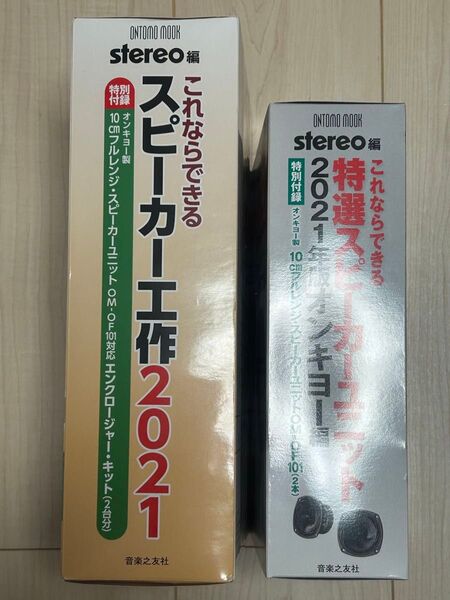 ONTOMO MOOK
stereo編
これならできる
スピーカー工作2021
特別付録
オンキヨー製
10cmフルレンジ・スピーカーユニットOM-OF101対応 エンクロージャー・キット(2台分)
音楽之友社
ONTOMO MOOK
stereo編
これならできる
特選スピーカーユニット
2021年版オンキヨー編
特別付録
オンキヨー製 10cmフルレンジ・スピーカーユニットOM-OF101(2本)
音楽之友社